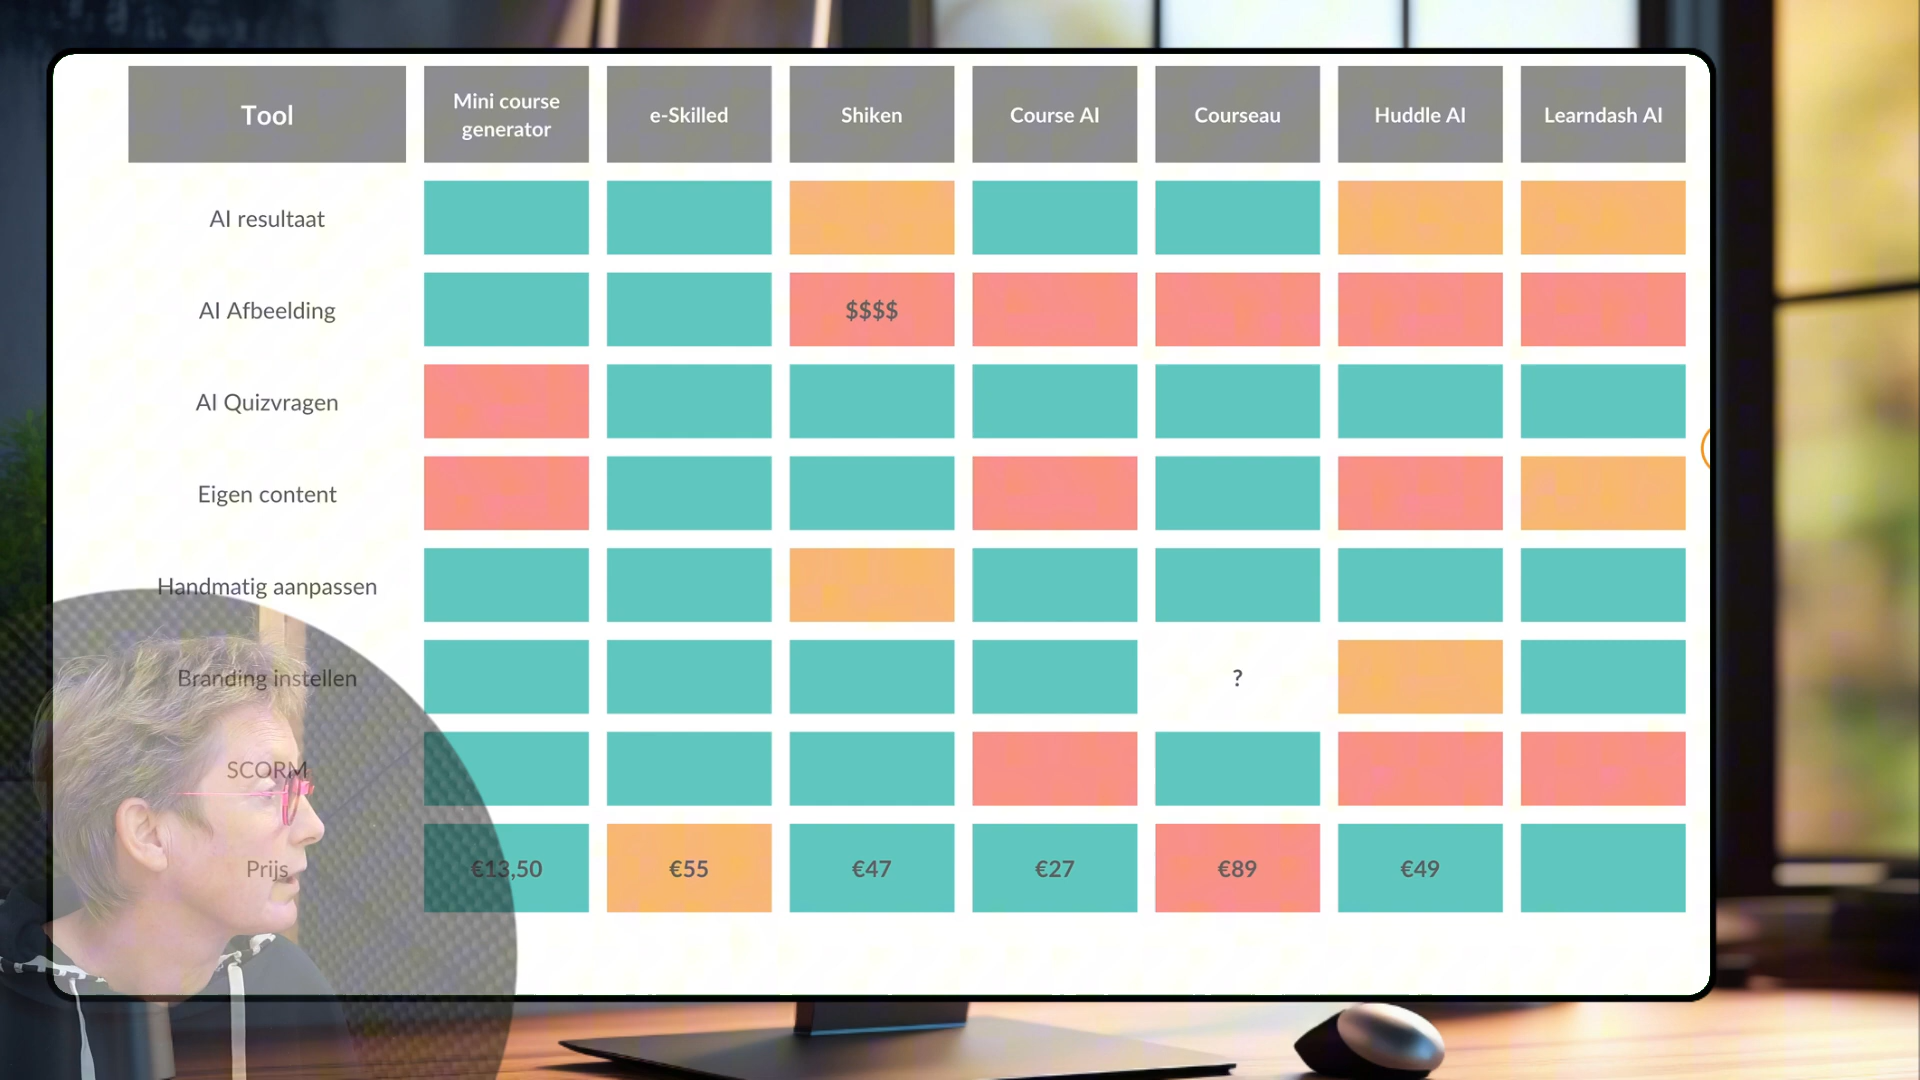 Tool
Mini course
generator
e-Skilled
Shiken
Course AI
Courseau
Huddle AI
Learndash AI
AI resultaat
AI Afbeelding
$$$$
AI Quizvragen
Eigen content
Handmatig aanpassen
Branding instellen
?
SCORM
Prijs
€13,50
€55
€47
€27
€89
€49